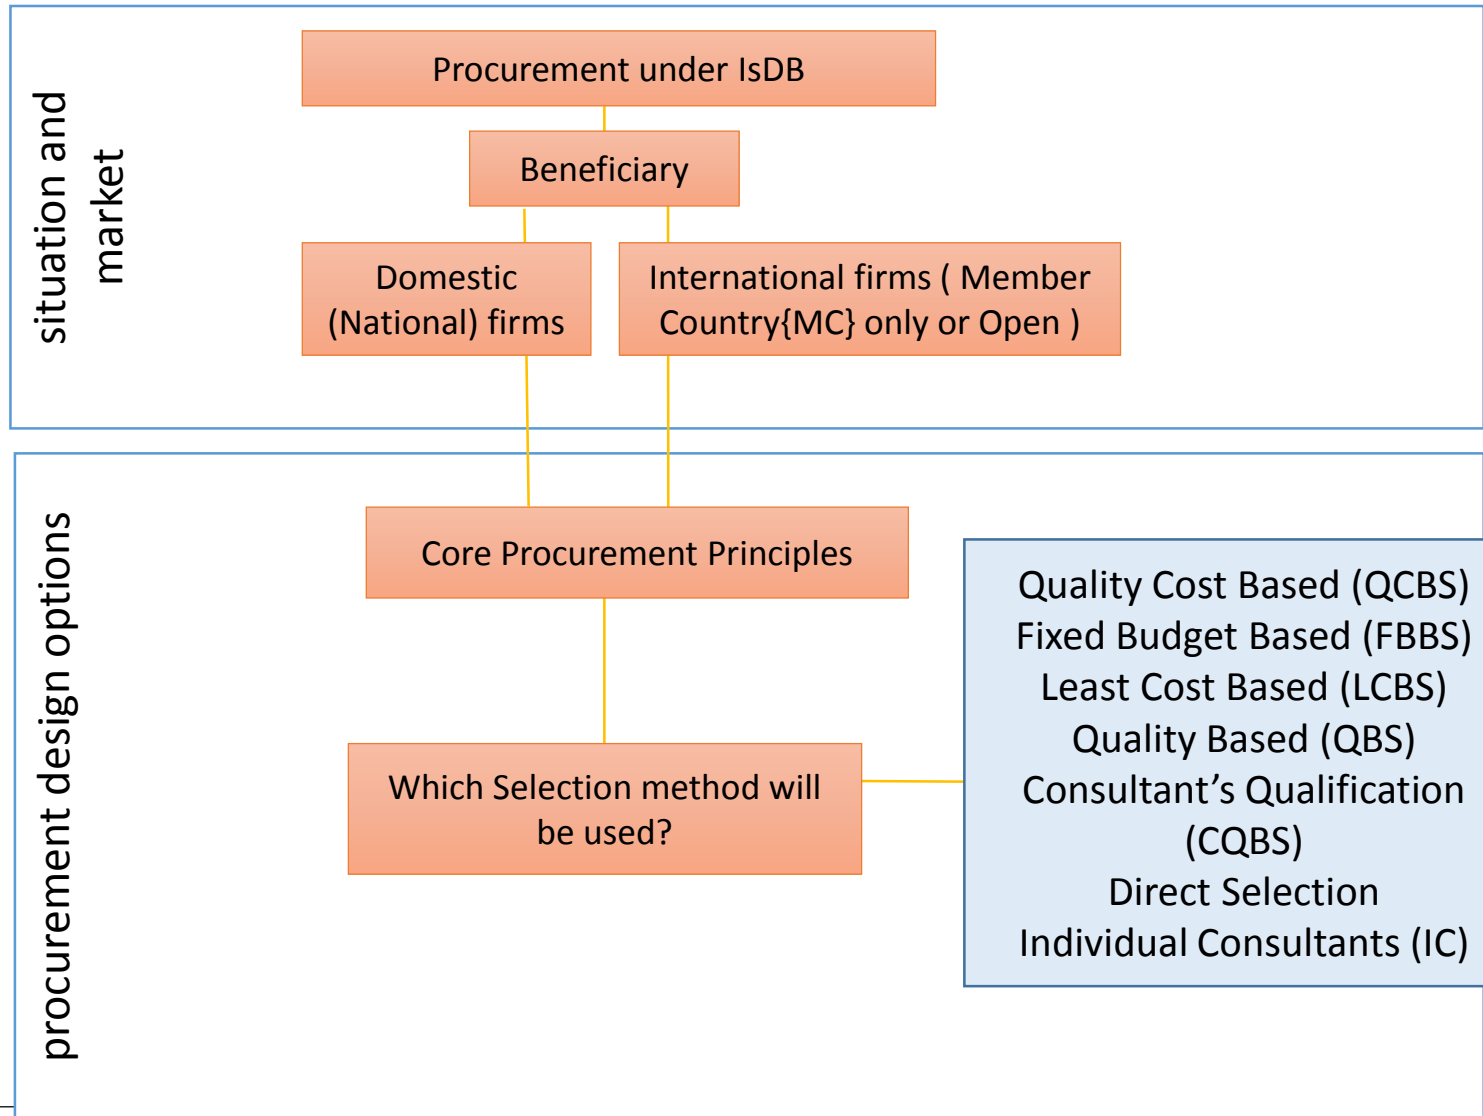 situation and
market
Procurement under IsDB
Beneficiary
Domestic
(National) firms
International firms ( Member
Country{MC} only or Open )
procurement design options
Core Procurement Principles
Which Selection method will
be used?
Quality Cost Based (QCBS)
Fixed Budget Based (FBBS)
Least Cost Based (LCBS)
Quality Based (QBS)
Consultant’s Qualification
(CQBS)
Direct Selection
Individual Consultants (IC)